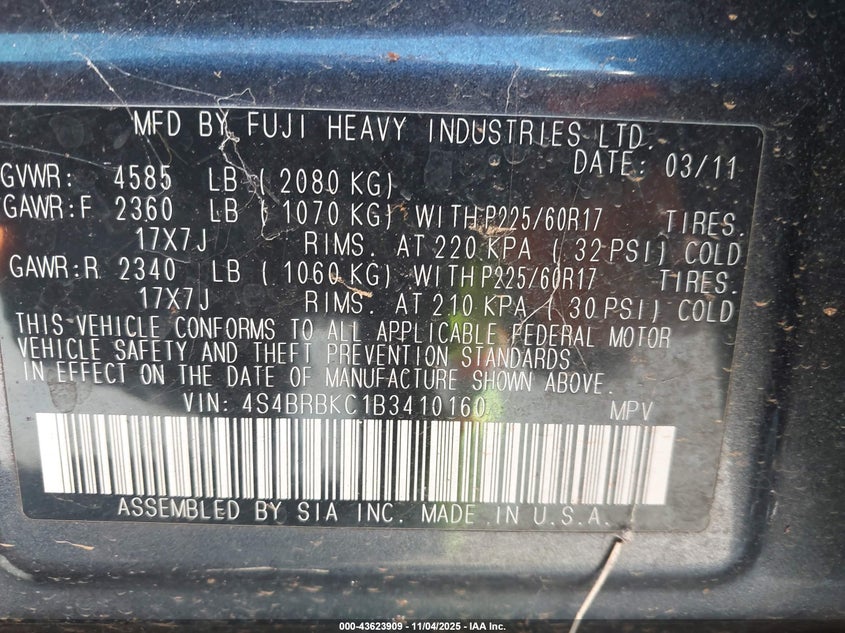 MFD BY FUJI HEAVY INDUSTRIES LTD.
DATE: 03/11
GVWR: 4585 LB (2080 KG)
GAWR:F 2360 LB (1070 KG) WITH P225/60R17 TIRES.
17X7J RIMS. AT 220 KPA (32 PSI) COLD
GAWR:R 2340 LB (1060 KG) WITH P225/60R17 TIRES.
17X7J RIMS. AT 210 KPA (30 PSI) COLD
THIS VEHICLE CONFORMS TO ALL APPLICABLE FEDERAL MOTOR
VEHICLE SAFETY AND THEFT PREVENTION STANDARDS
IN EFFECT ON THE DATE OF MANUFACTURE SHOWN ABOVE.
VIN: 4S4BRBKC1B3410160 MPV
ASSEMBLED BY SIA INC. MADE IN U.S.A.
000-43623909 - 11/04/2025 - IAA Inc.